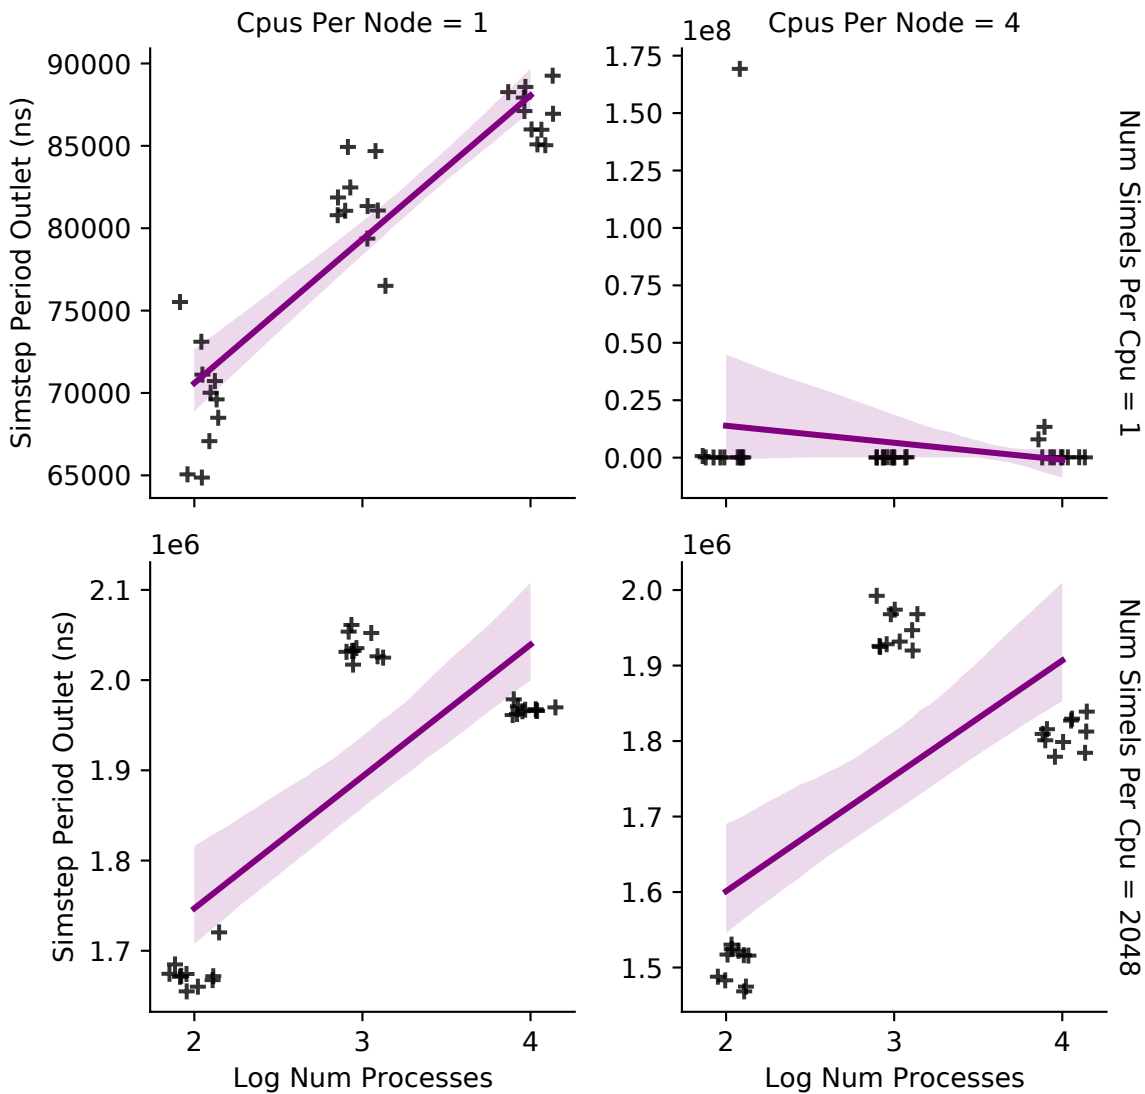 Cpus Per Node = 1
Cpus Per Node = 4
Simstep Period Outlet (ns)
90000
85000
80000
75000
70000
65000
1e8
1.75
1.50
1.25
1.00
0.75
0.50
0.25
0.00
Num Simels Per Cpu = 1
Simstep Period Outlet (ns)
1e6
2.1
2.0
1.9
1.8
1.7
2
3
4
Log Num Processes
1e6
2.0
1.9
1.8
1.7
1.6
1.5
2
3
4
Log Num Processes
Num Simels Per Cpu = 2048